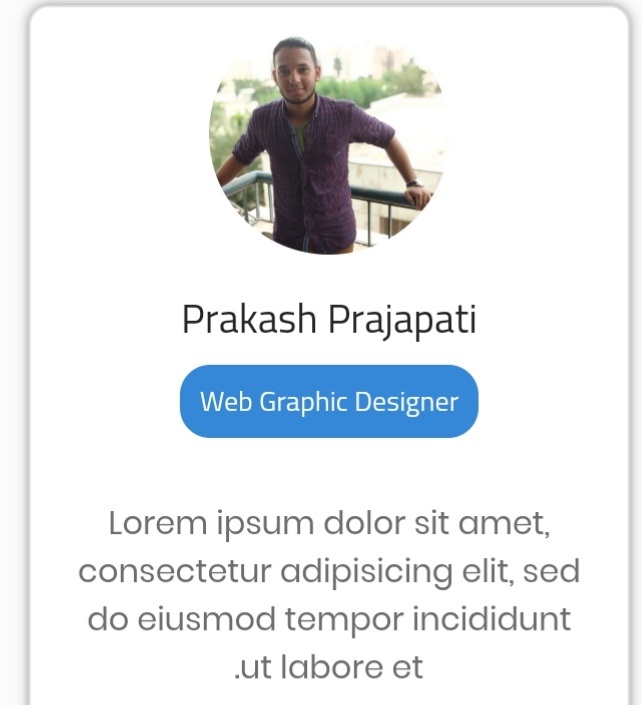 Prakash Prajapati
Web Graphic Designer
Lorem ipsum dolor sit amet,
consectetur adipisicing elit, sed
do eiusmod tempor incididunt
.ut labore et